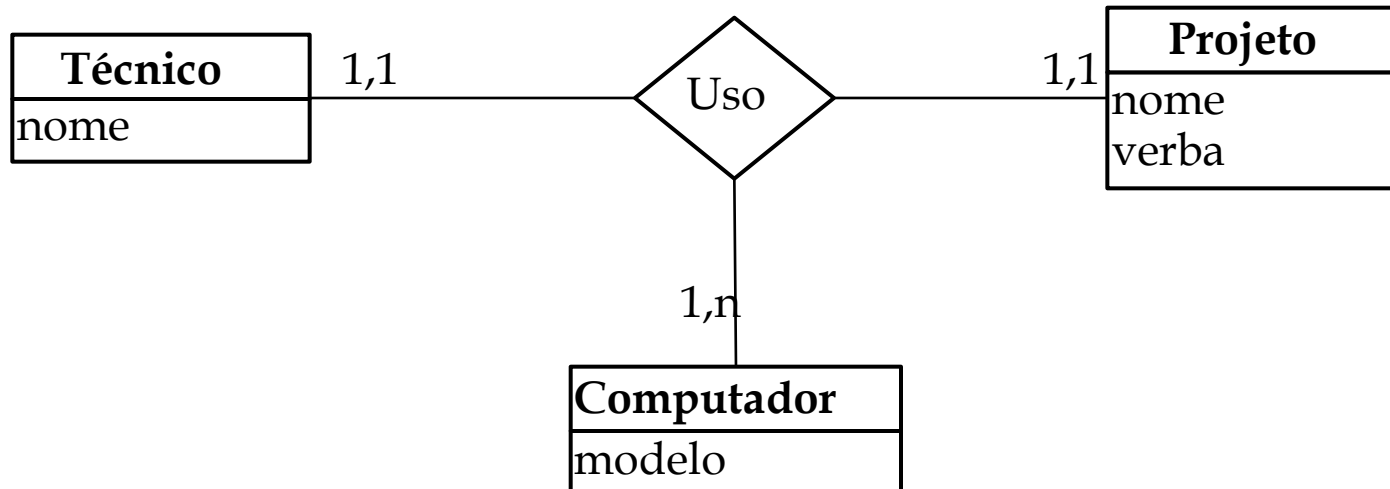 Técnico
nome
1,1
Uso
1,1
Projeto
nome
verba
1,n
Computador
modelo